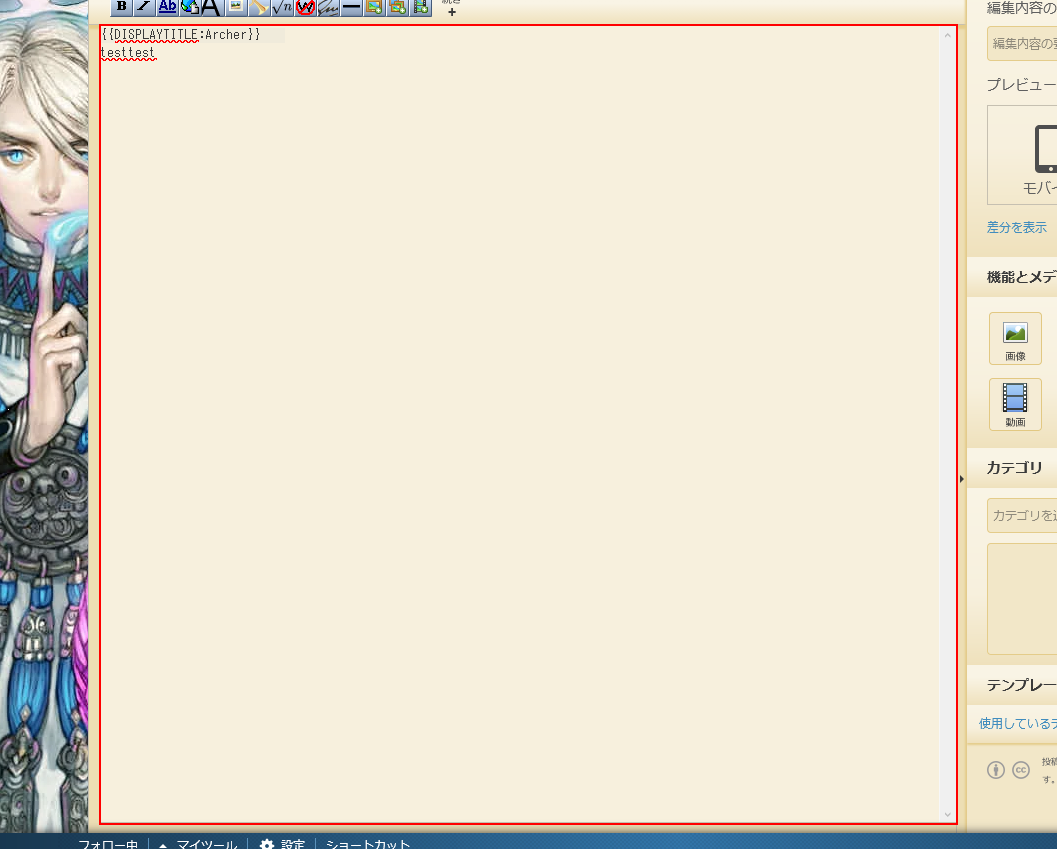 {{DISPLAYTITLE:Archer}}
testtest
編集内容の
編集内容の
プレビュー
モバイ
差分を表示
機能とメデ
画像
動画
カテゴリ
カテゴリを
テンプレー
使用しているテ
投稿
す。
フォロー中
マイツール
設定
ショートカット